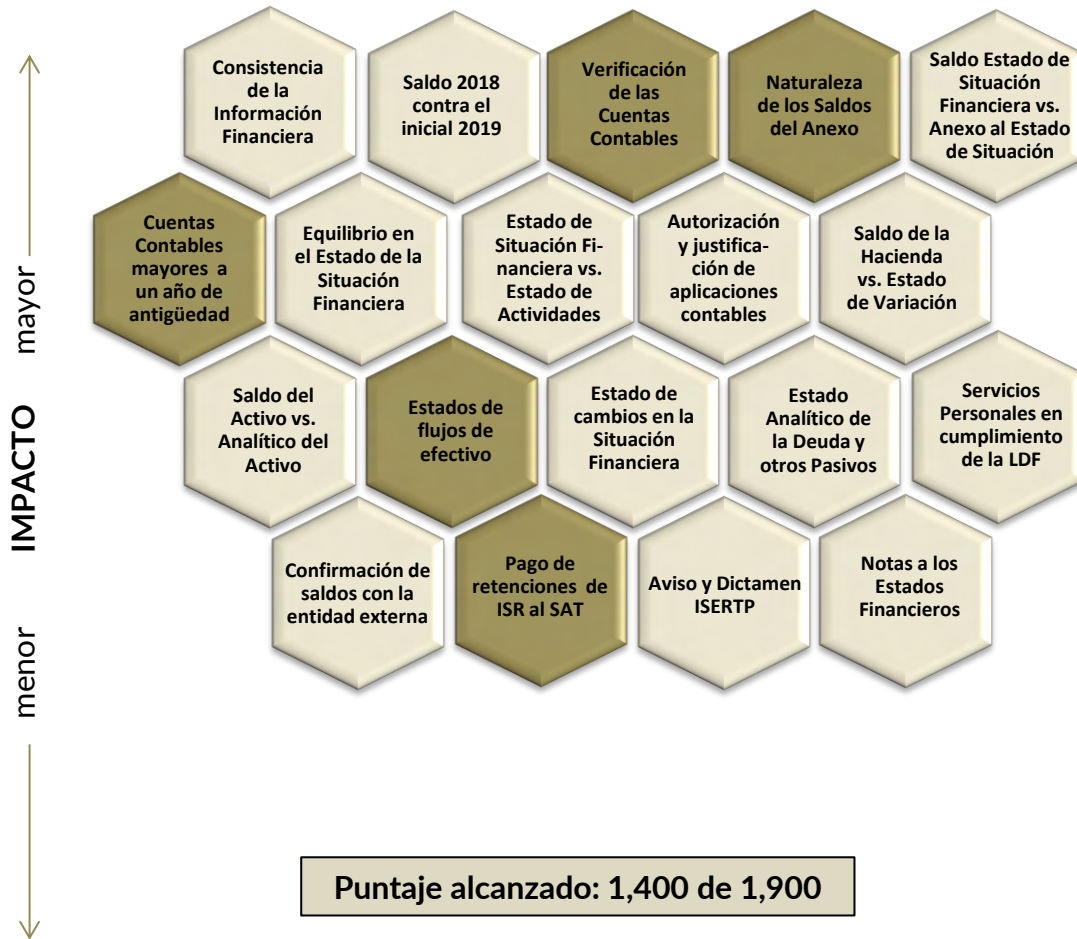 Consistencia
de la
Información
Financiera
Saldo 2018
contra el
inicial 2019
Verificación
de las
Cuentas
Contables
Naturaleza
de los Saldos
del Anexo
Saldo Estado de
Situación
Financiera vs.
Anexo al Estado
de Situación
Cuentas
Contables
mayores a
un año de
antigüedad
Equilibrio en
el Estado de la
Situación
Financiera
Estado de
Situación Fi-
nanciera vs.
Estado de
Actividades
Autorización
y justifica-
ción de
aplicaciones
contables
Saldo de la
Hacienda
vs. Estado
de Variación
Saldo del
Activo vs.
Analítico del
Activo
Estados de
flujos de
efectivo
Estado de
cambios en la
Situación
Financiera
Estado
Analítico de
la Deuda y
otros Pasivos
Servicios
Personales en
cumplimiento
de la LDF
Confirmación de
saldos con la
entidad externa
Pago de
retenciones de
ISR al SAT
Aviso y Dictamen
ISERTP
Notas a los
Estados
Financieros
menor IMPACTO mayor
Puntaje alcanzado: 1,400 de 1,900